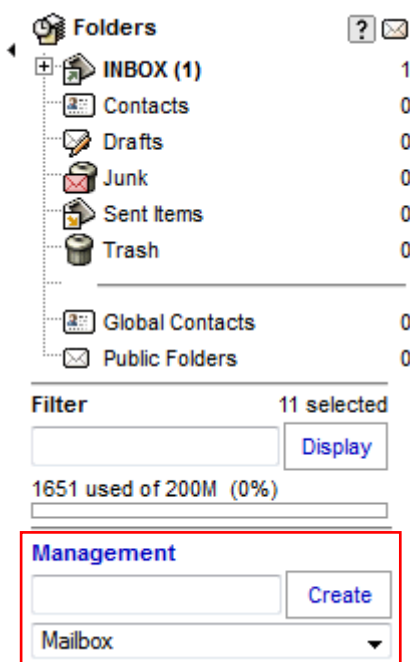 Folders ?
INBOX (1) 1
Contacts 0
Drafts 0
Junk 0
Sent Items 0
Trash 0
Global Contacts 0
Public Folders 0
Filter 11 selected
Display
1651 used of 200M (0%)
Management
Create
Mailbox